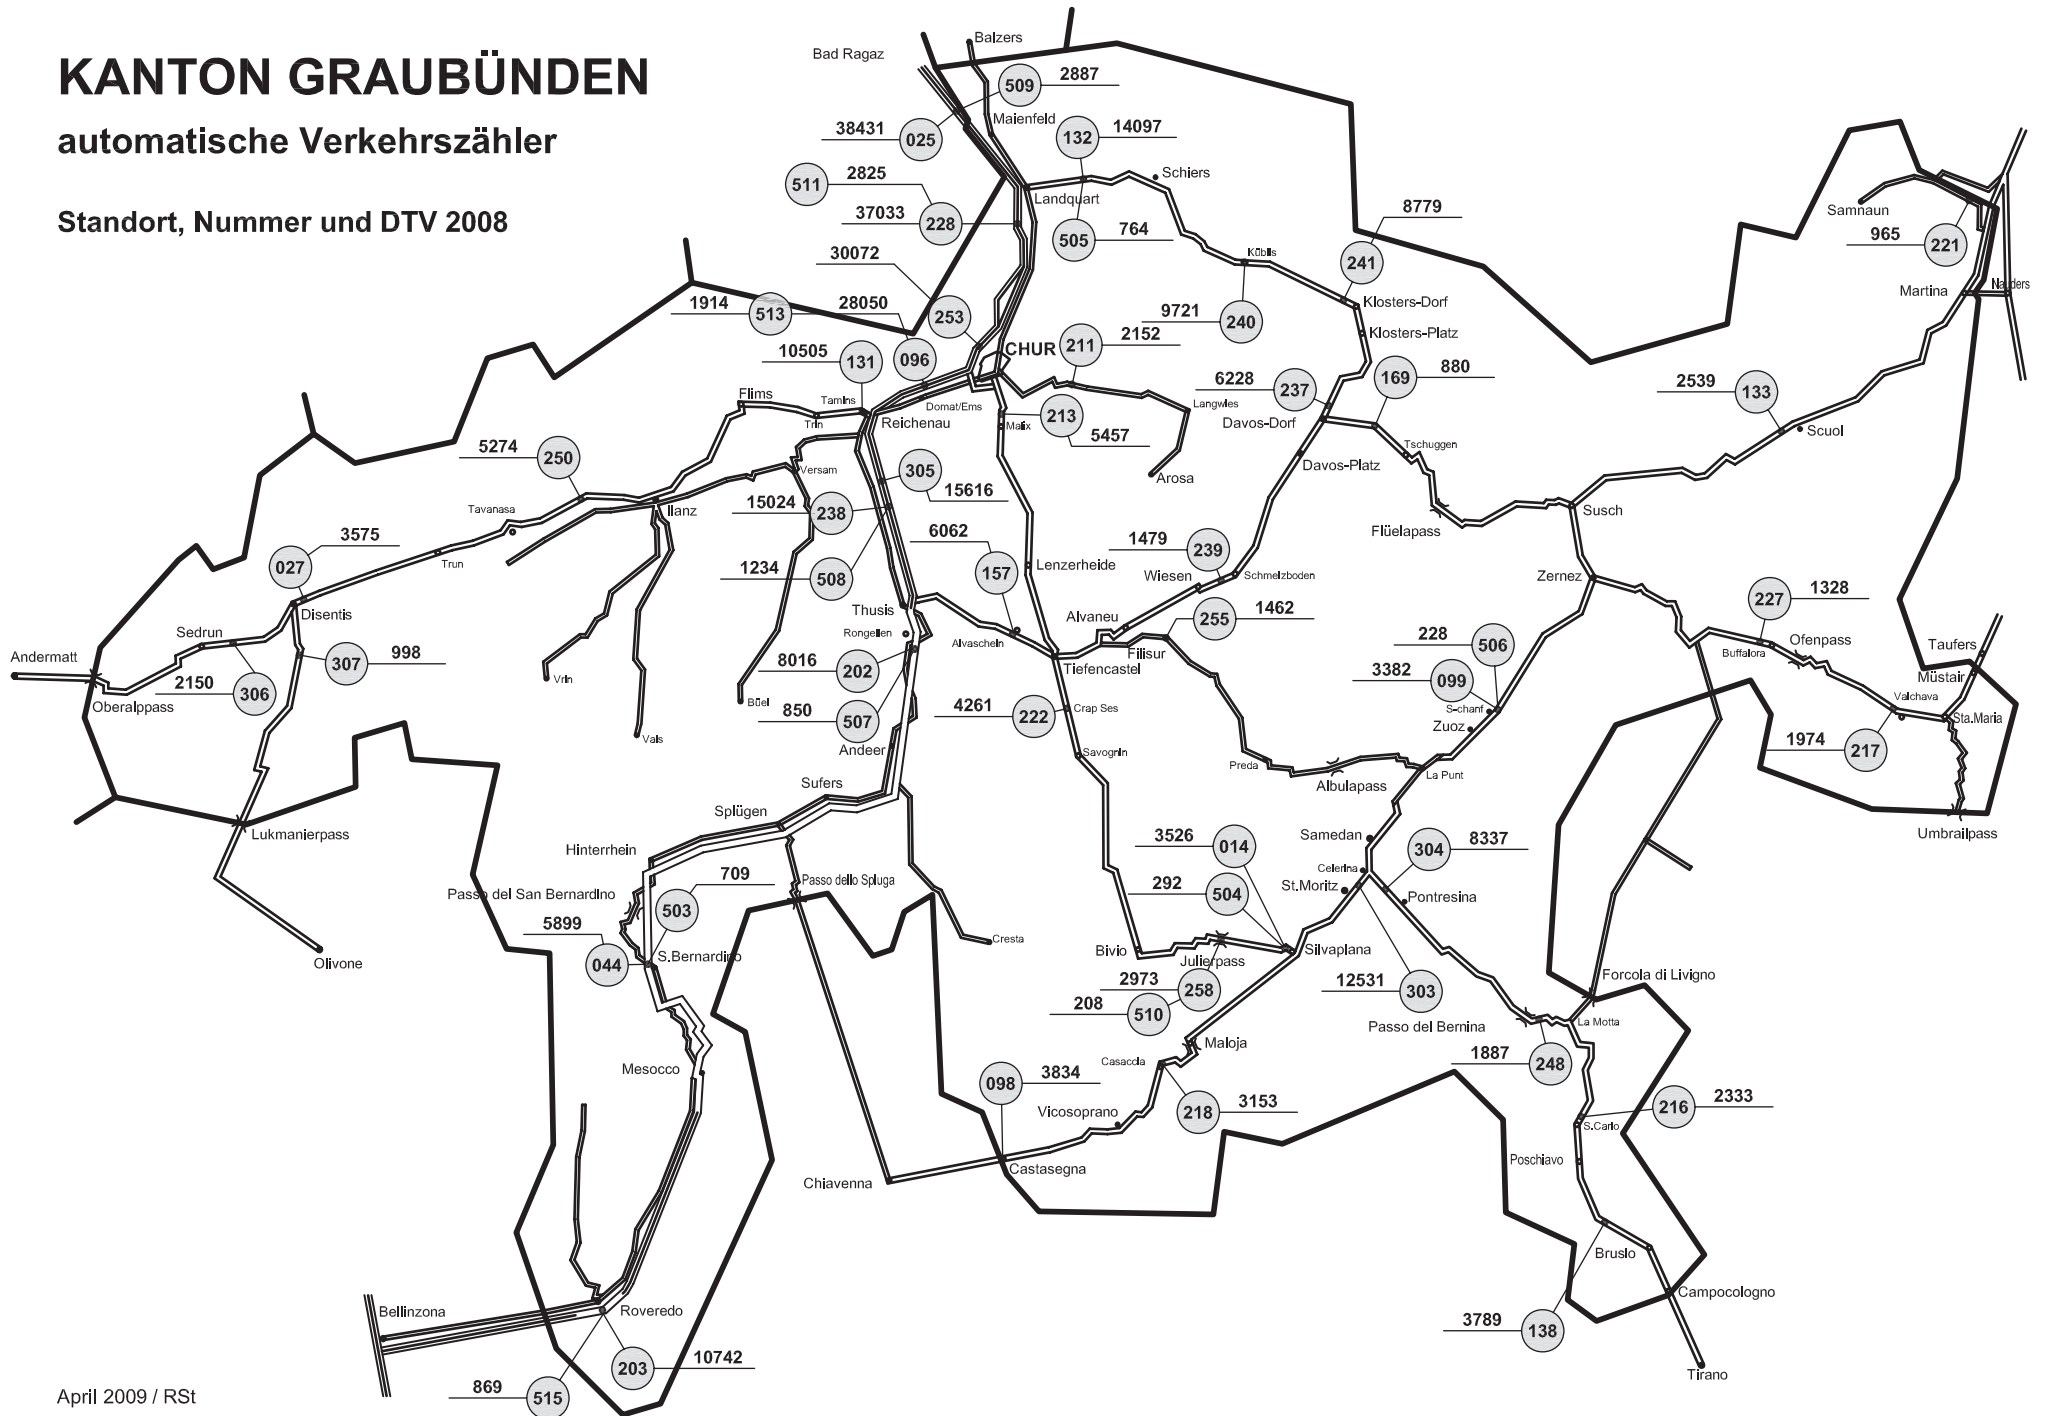 KANTON GRAUBÜNDEN
automatische Verkehrszähler
Standort, Nummer und DTV 2008
Balzers
Bad Ragaz
509 2887
Maienfeld
38431 025
132 14097
511 2825
Schiers
Landquart
37033 228
505 764
8779
Samnaun
965 221
30072
Küblis
241
1914 513 28050
253
9721 240
Klosters-Dorf
Martina
Nauders
Klosters-Platz
CHUR
211 2152
10505 131
096
169 880
6228 237
2539 133
Flims
Tamins
Trin
Domat/Ems
Reichenau
Malix
213
5457
Langwies
Davos-Dorf
Scuol
5274 250
Versam
305
15616
Davos-Platz
Tschuggen
Arosa
Tavanasa
Ilanz
15024 238
Susch
Flüelapass
3575
027
Trun
6062
157
1479 239
1234 508
Lenzerheide
Wiesen
Schmelzboden
Zernez
Disentis
Thusis
227 1328
255 1462
Sedrun
Rongellen
Alvaschein
Alvaneu
Filisur
228 506
Ofenpass
Buffalora
Taufers
Andermatt
307 998
8016 202
Tiefencastel
3382 099
Müstair
2150 306
Oberalppass
Vrin
Büel
850 507
4261 222
Crap Ses
S-chanf
Zuoz
Valchava
Sta.Maria
Vals
Andeer
Savognin
1974 217
Preda
La Punt
Albulapass
Sufers
Splügen
Lukmanierpass
Umbrailpass
Samedan
3526 014
304 8337
Hinterrhein
Celerina
St.Moritz
Pontresina
Passo del San Bernardino
Passo dello Spluga
709
503
292 504
5899 044
S.Bernardino
Cresta
Bivio
Julierpass
Silvaplana
Olivone
Forcola di Livigno
2973 258
12531 303
208 510
Passo del Bernina
La Motta
Maloja
Mesocco
Casaccia
1887 248
098 3834
Vicosoprano
218 3153
216 2333
S.Carlo
Poschiavo
Castasegna
Chiavenna
Brusio
Campocologno
Bellinzona
Roveredo
3789 138
203 10742
Tirano
869 515
April 2009 / RSt